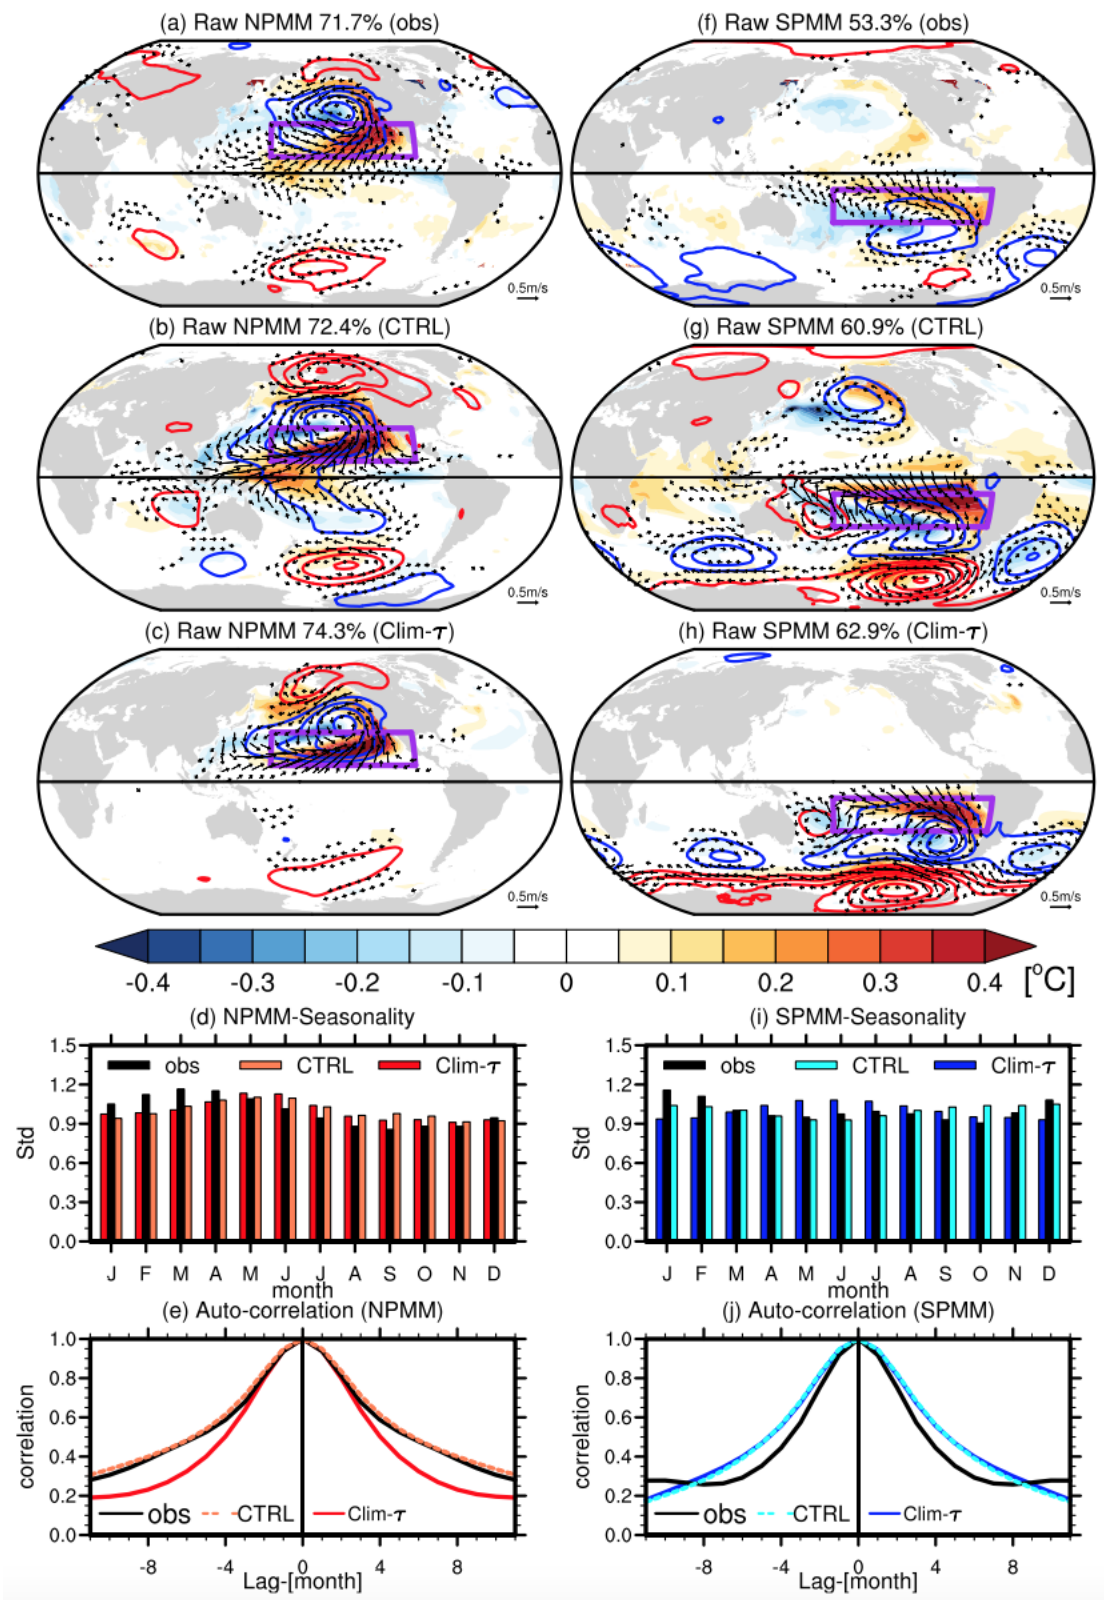 (a) Raw NPMM 71.7% (obs)
(f) Raw SPMM 53.3% (obs)
0.5m/s
0.5m/s
(b) Raw NPMM 72.4% (CTRL)
(g) Raw SPMM 60.9% (CTRL)
0.5m/s
0.5m/s
(c) Raw NPMM 74.3% (Clim-τ)
(h) Raw SPMM 62.9% (Clim-τ)
0.5m/s
0.5m/s
-0.4 -0.3 -0.2 -0.1 0 0.1 0.2 0.3 0.4 [°C]
(d) NPMM-Seasonality
1.5
1.2
0.9
0.6
0.3
0.0
Std
obs CTRL Clim-τ
J F M A M J J A S O N D
month
(i) SPMM-Seasonality
1.5
1.2
0.9
0.6
0.3
0.0
Std
obs CTRL Clim-τ
J F M A M J J A S O N D
month
(e) Auto-correlation (NPMM)
1.0
0.8
0.6
0.4
0.2
0.0
correlation
obs CTRL Clim-τ
-8 -4 0 4 8
Lag-[month]
(j) Auto-correlation (SPMM)
1.0
0.8
0.6
0.4
0.2
0.0
correlation
obs CTRL Clim-τ
-8 -4 0 4 8
Lag-[month]